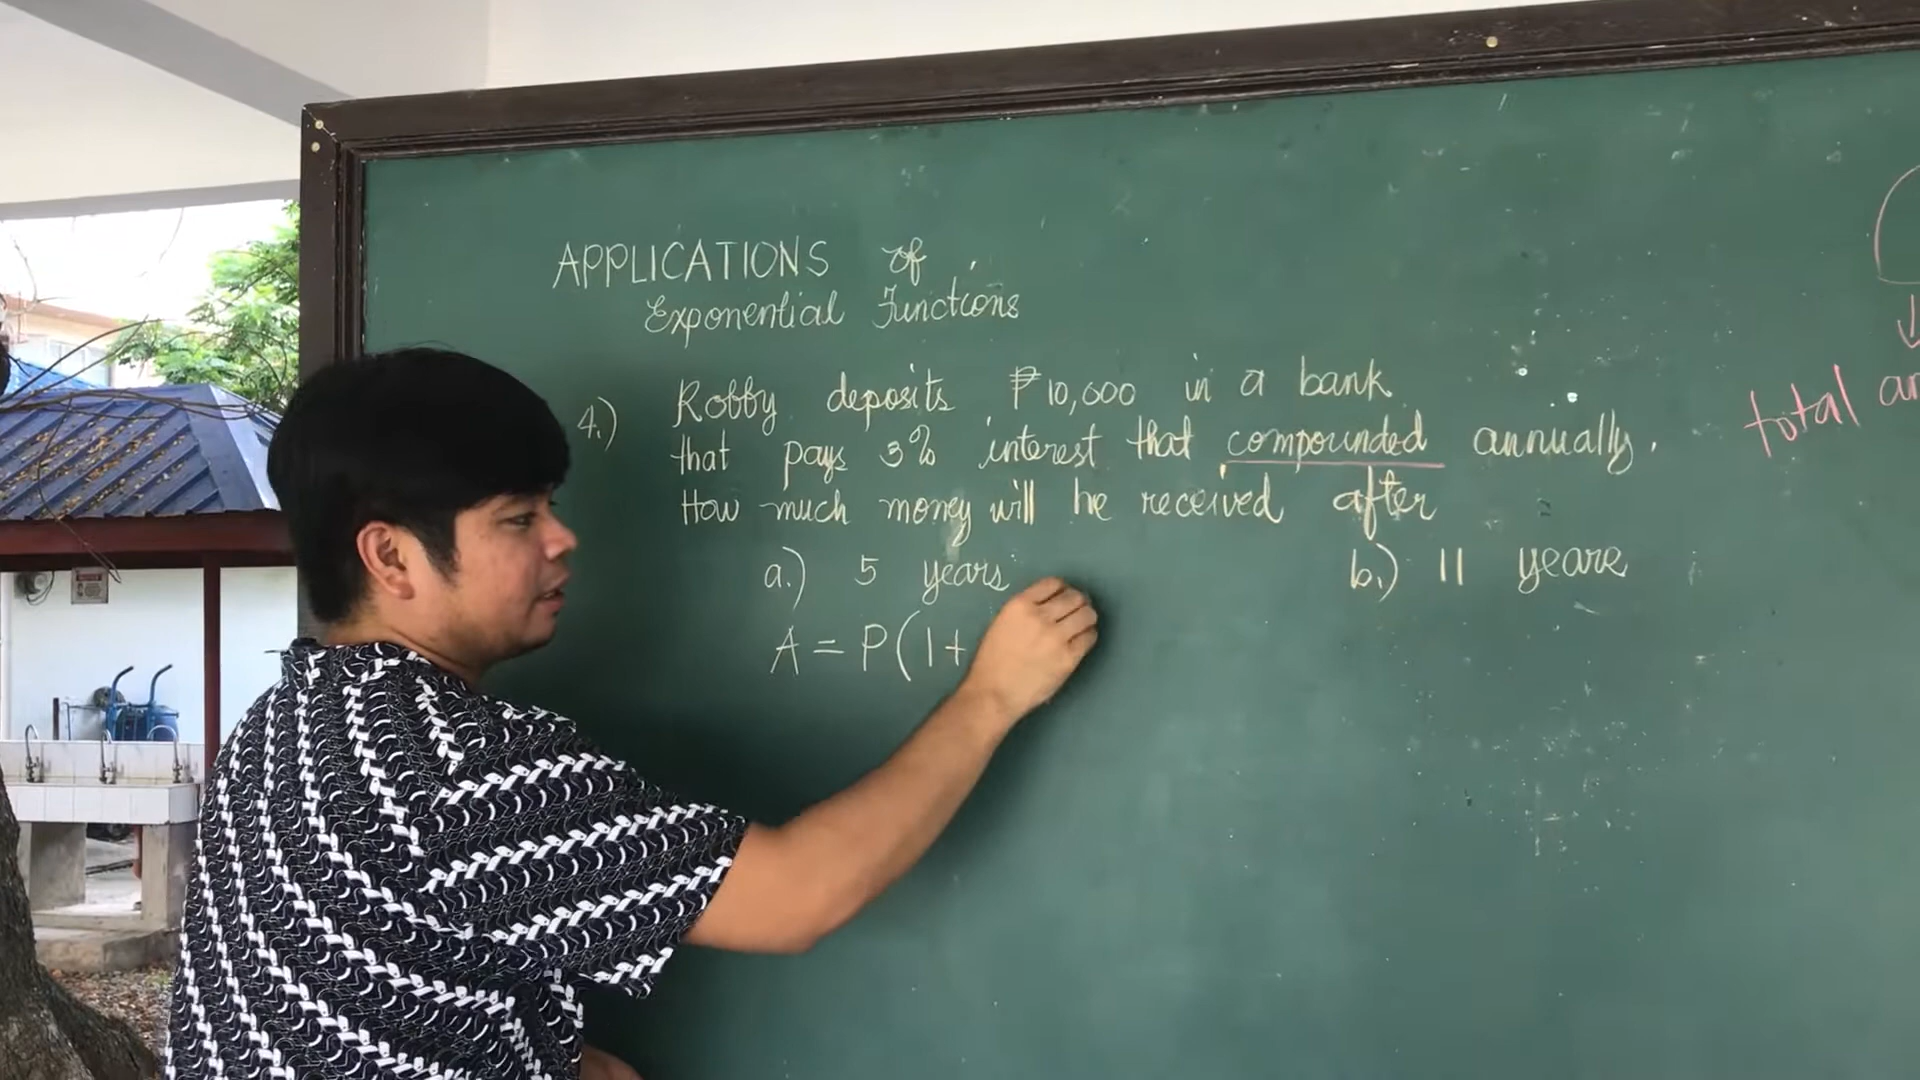 APPLICATIONS of
Exponential Functions
4.) Robby deposits ₱10,000 in a bank
that pays 3% interest that compounded annually.
How much money will he received after
a.) 5 years
b.) 11 years
A = P(1+
total